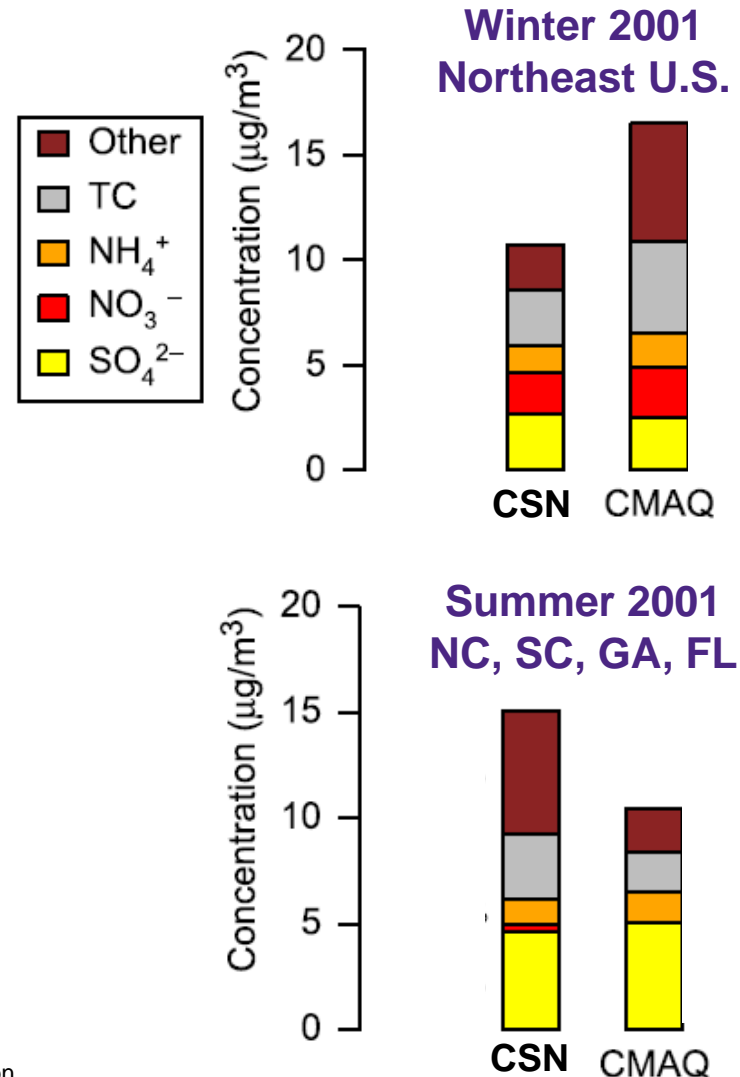 Winter 2001
Northeast U.S.
Other
TC
NH₄⁺
NO₃⁻
SO₄²⁻
Concentration (μg/m³)
20
15
10
5
0
CSN CMAQ
Summer 2001
NC, SC, GA, FL
Concentration (μg/m³)
20
15
10
5
0
CSN CMAQ